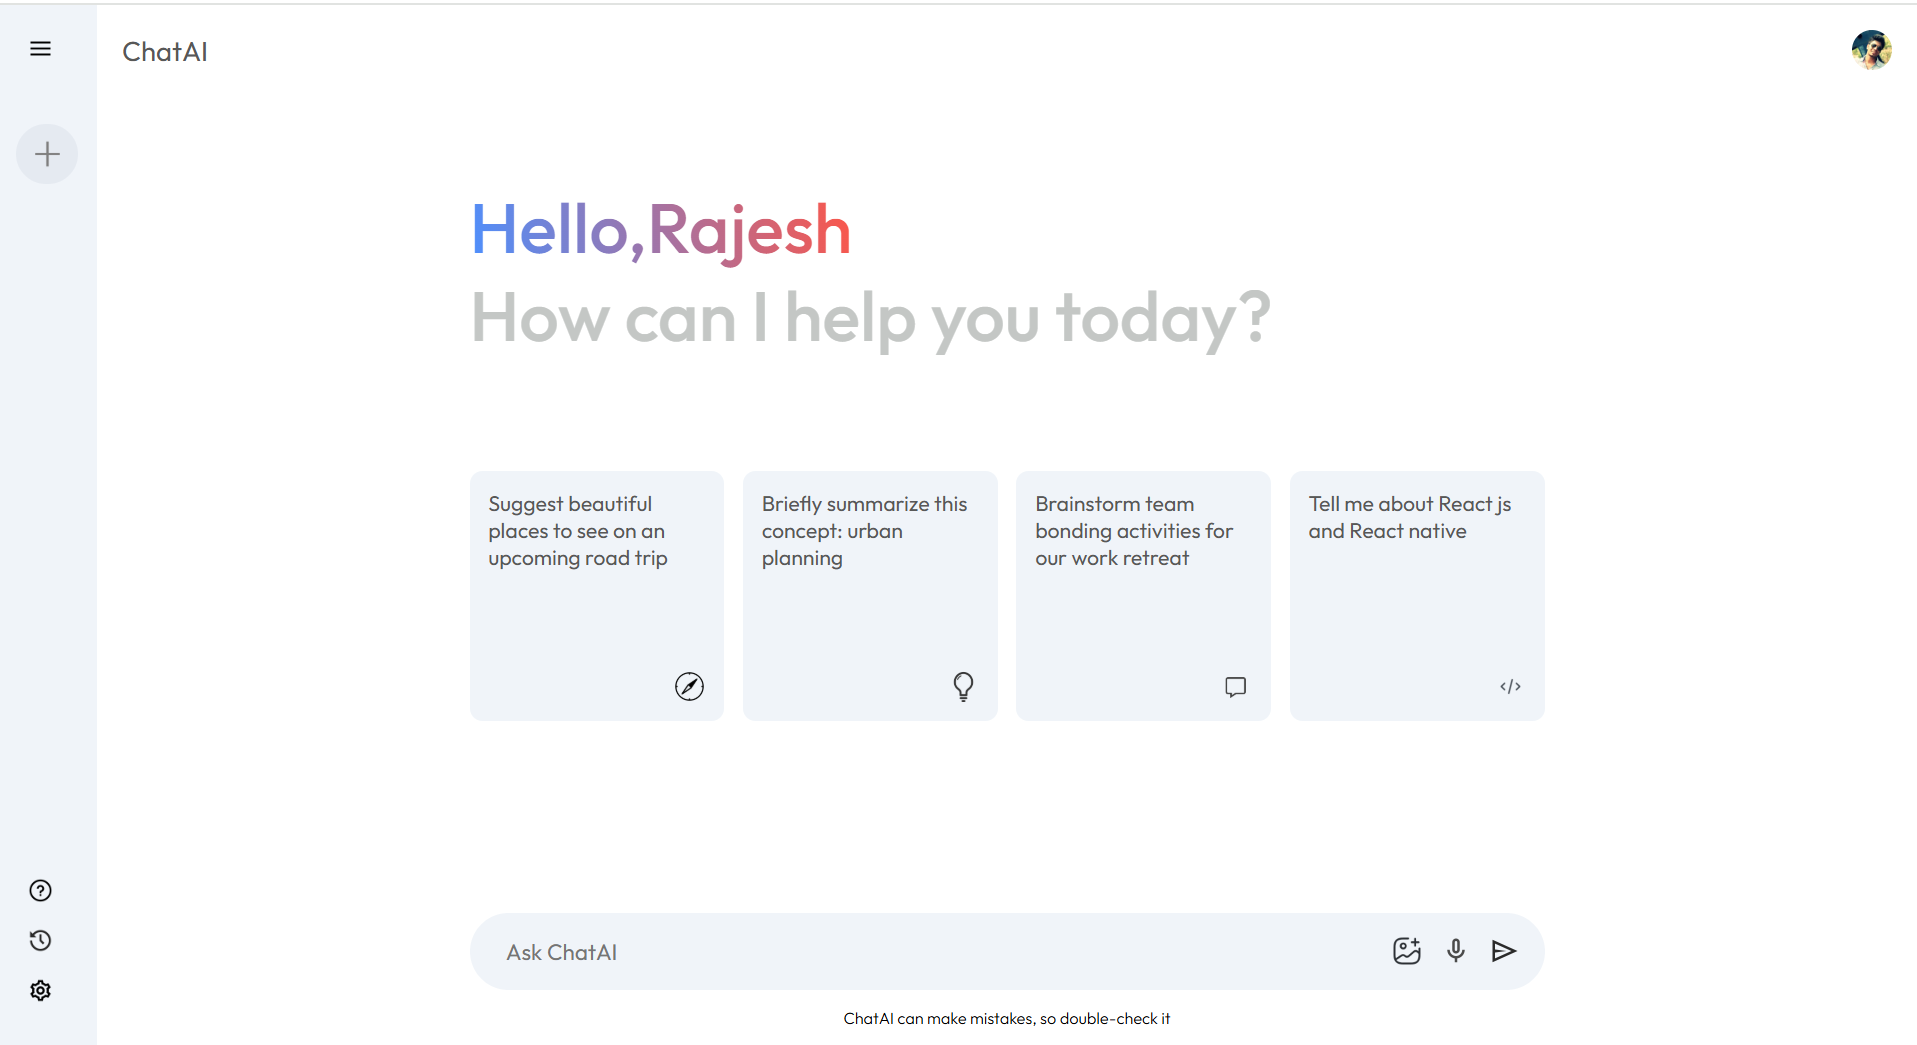 ChatAI
Hello,Rajesh
How can I help you today?
Suggest beautiful
places to see on an
upcoming road trip
Briefly summarize this
concept: urban
planning
Brainstorm team
bonding activities for
our work retreat
Tell me about React js
and React native
Ask ChatAI
ChatAI can make mistakes, so double-check it